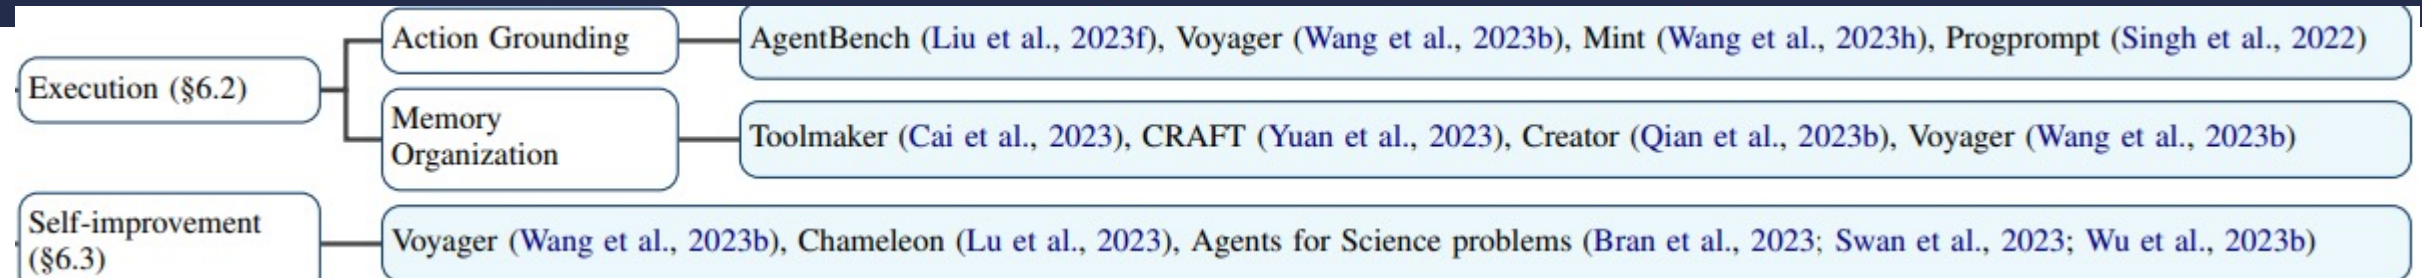 Execution (§6.2)
Action Grounding
AgentBench (Liu et al., 2023f), Voyager (Wang et al., 2023b), Mint (Wang et al., 2023h), Progprompt (Singh et al., 2022)
Memory
Organization
Toolmaker (Cai et al., 2023), CRAFT (Yuan et al., 2023), Creator (Qian et al., 2023b), Voyager (Wang et al., 2023b)
Self-improvement
(§6.3)
Voyager (Wang et al., 2023b), Chameleon (Lu et al., 2023), Agents for Science problems (Bran et al., 2023; Swan et al., 2023; Wu et al., 2023b)